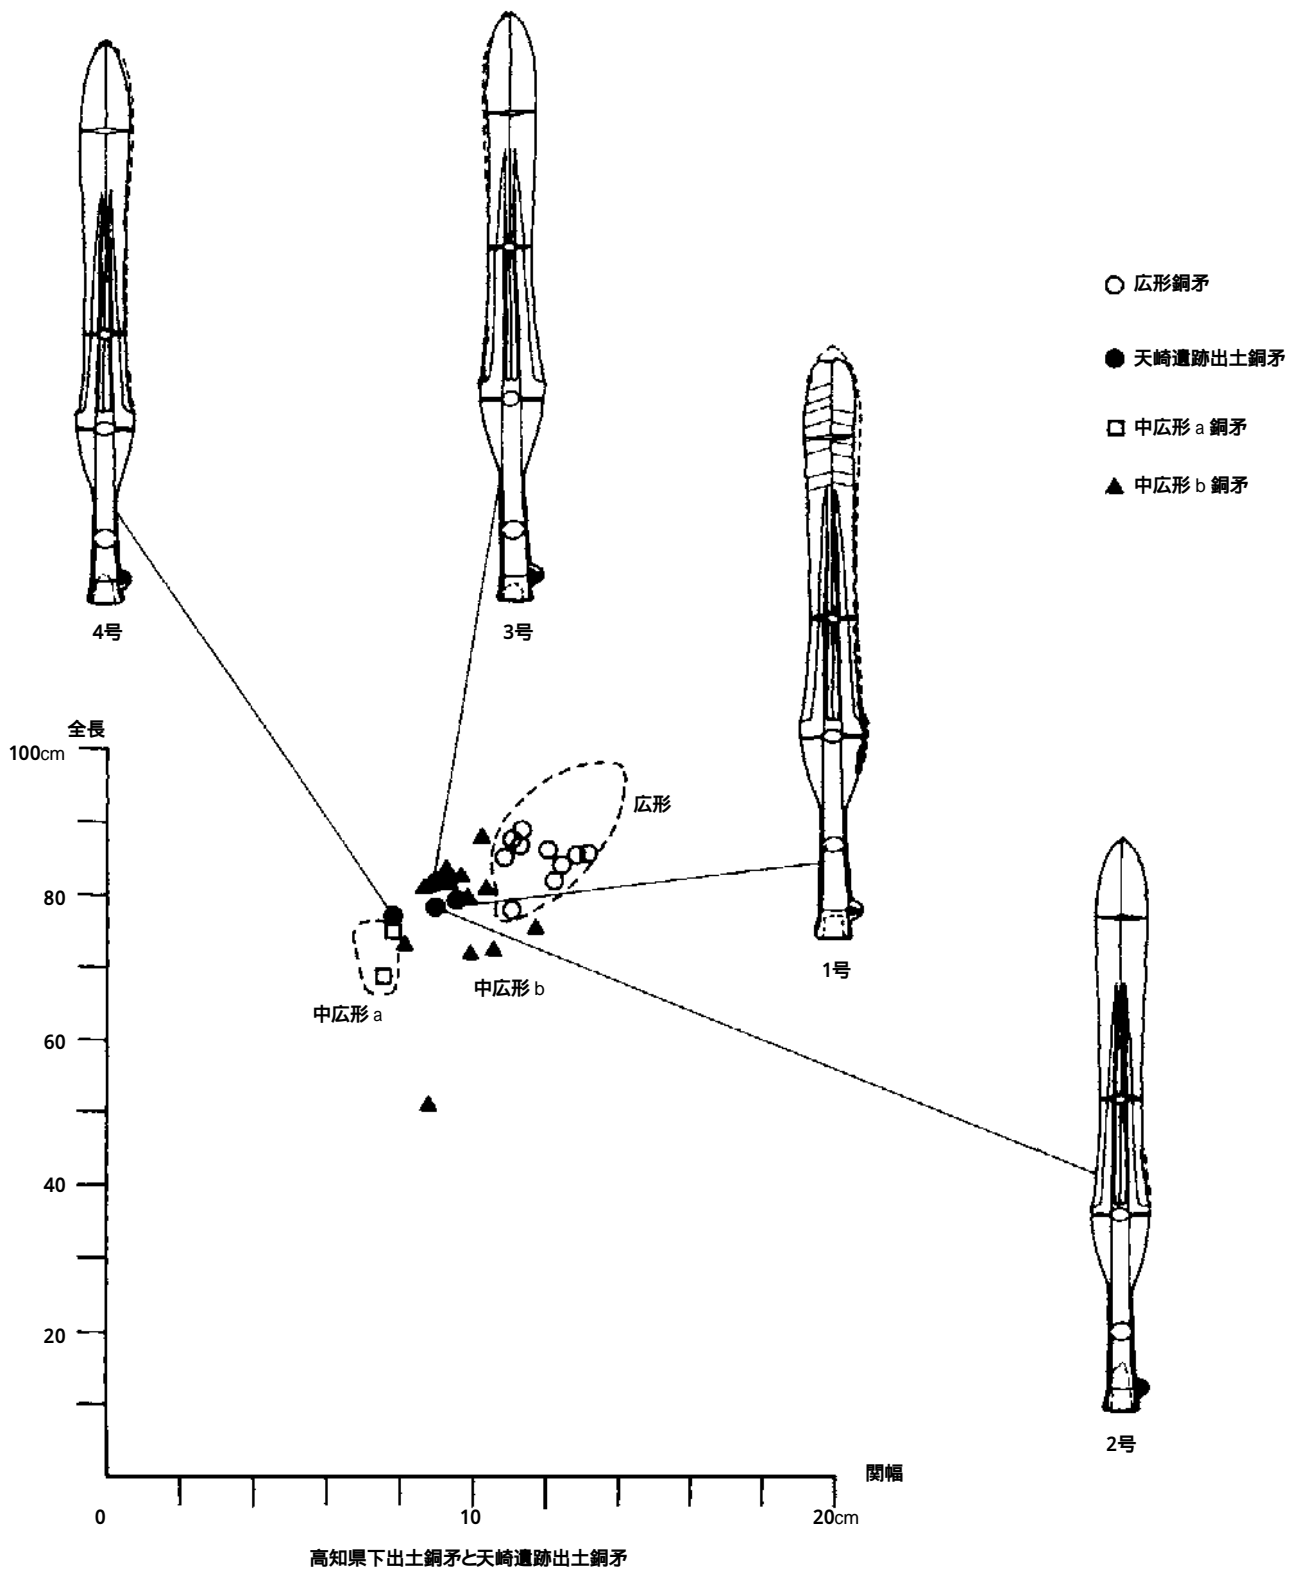 広形銅矛
天崎遺跡出土銅矛
中広形 a 銅矛
中広形 b 銅矛
4号
3号
1号
2号
全長
100cm
80
60
40
20
広形
中広形 a
中広形 b
関幅
0
10
20cm
高知県下出土銅矛と天崎遺跡出土銅矛